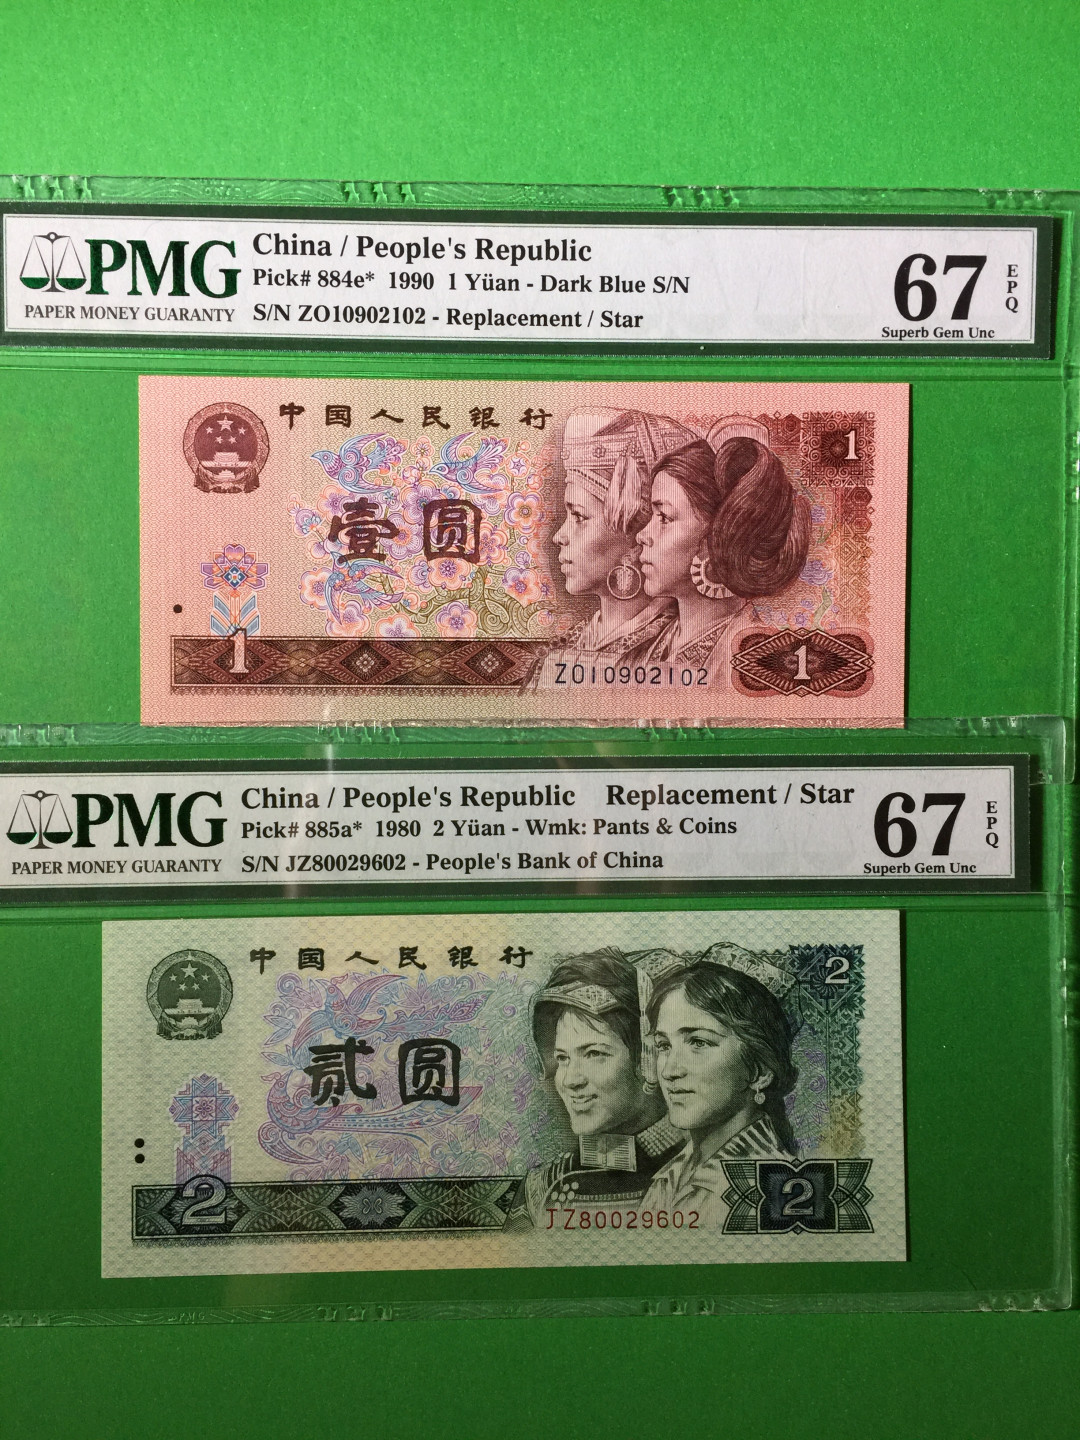 PMG
PAPER MONEY GUARANTY
China / People's Republic
Pick# 884e* 1990 1 Yüan - Dark Blue S/N
S/N ZO10902102 - Replacement / Star
67
EPQ
Superb Gem Unc
中国人民银行
1
壹圆
1
ZO10902102
1
PMG
PAPER MONEY GUARANTY
China / People's Republic Replacement / Star
Pick# 885a* 1980 2 Yüan - Wmk: Pants & Coins
S/N JZ80029602 - People's Bank of China
67
EPQ
Superb Gem Unc
中国人民银行
2
贰圆
2
JZ80029602
2